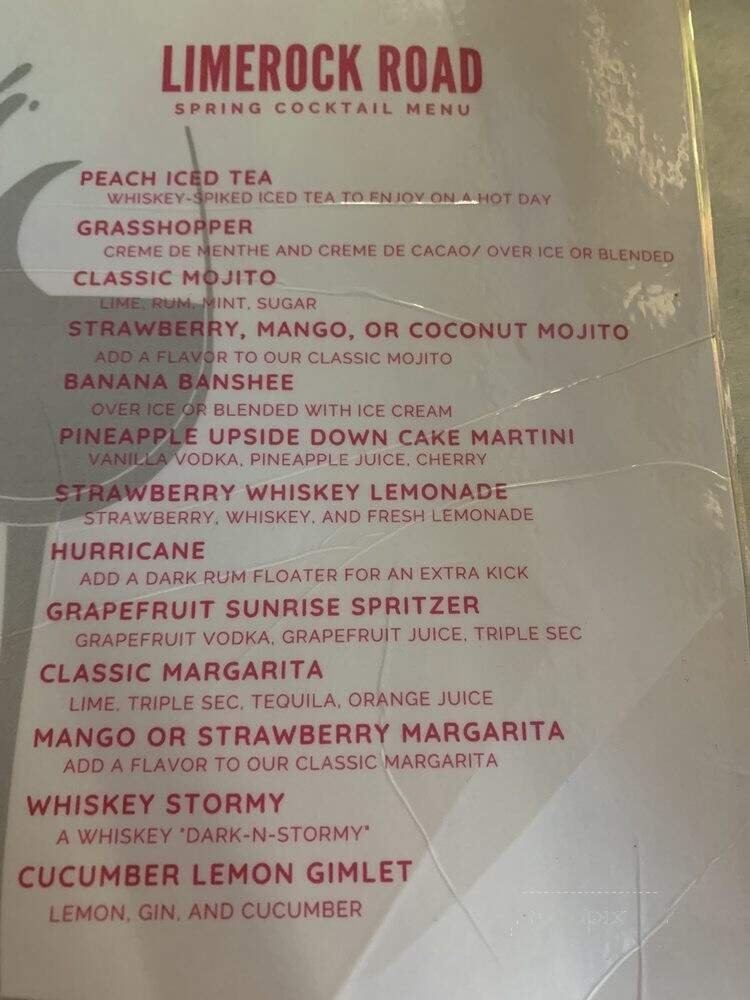 LIMEROCK ROAD
SPRING COCKTAIL MENU
PEACH ICED TEA
WHISKEY-SPIKED ICED TEA TO ENJOY ON A HOT DAY
GRASSHOPPER
CREME DE MENTHE AND CREME DE CACAO/ OVER ICE OR BLENDED
CLASSIC MOJITO
LIME, RUM, MINT, SUGAR
STRAWBERRY, MANGO, OR COCONUT MOJITO
ADD A FLAVOR TO OUR CLASSIC MOJITO
BANANA BANSHEE
OVER ICE OR BLENDED WITH ICE CREAM
PINEAPPLE UPSIDE DOWN CAKE MARTINI
VANILLA VODKA, PINEAPPLE JUICE, CHERRY
STRAWBERRY WHISKEY LEMONADE
STRAWBERRY, WHISKEY, AND FRESH LEMONADE
HURRICANE
ADD A DARK RUM FLOATER FOR AN EXTRA KICK
GRAPEFRUIT SUNRISE SPRITZER
GRAPEFRUIT VODKA, GRAPEFRUIT JUICE, TRIPLE SEC
CLASSIC MARGARITA
LIME, TRIPLE SEC, TEQUILA, ORANGE JUICE
MANGO OR STRAWBERRY MARGARITA
ADD A FLAVOR TO OUR CLASSIC MARGARITA
WHISKEY STORMY
A WHISKEY "DARK-N-STORMY"
CUCUMBER LEMON GIMLET
LEMON, GIN, AND CUCUMBER